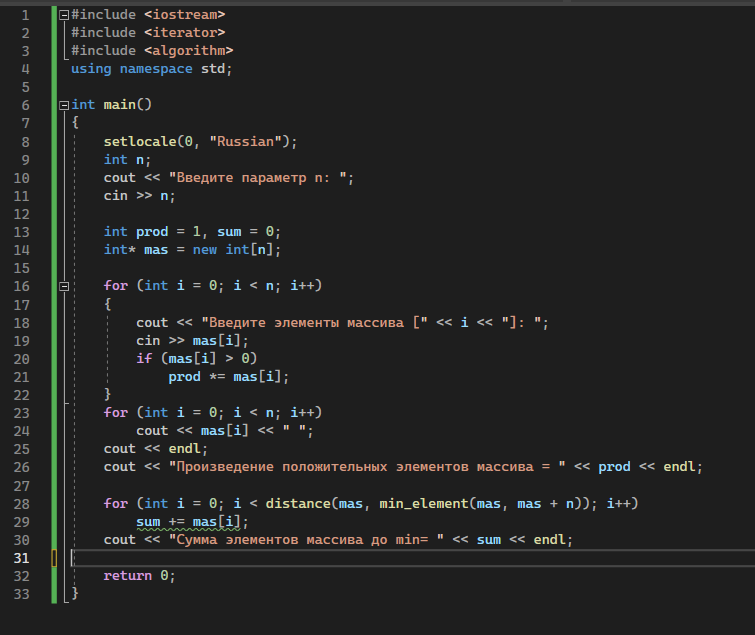 1 #include <iostream>
2 #include <iterator>
3 #include <algorithm>
4 using namespace std;
5
6 int main()
7 {
8     setlocale(0, "Russian");
9     int n;
10     cout << "Введите параметр n: ";
11     cin >> n;
12
13     int prod = 1, sum = 0;
14     int* mas = new int[n];
15
16     for (int i = 0; i < n; i++)
17     {
18         cout << "Введите элементы массива [" << i << "]: ";
19         cin >> mas[i];
20         if (mas[i] > 0)
21             prod *= mas[i];
22     }
23     for (int i = 0; i < n; i++)
24         cout << mas[i] << " ";
25     cout << endl;
26     cout << "Произведение положительных элементов массива = " << prod << endl;
27
28     for (int i = 0; i < distance(mas, min_element(mas, mas + n)); i++)
29         sum += mas[i];
30     cout << "Сумма элементов массива до min= " << sum << endl;
31
32     return 0;
33 }